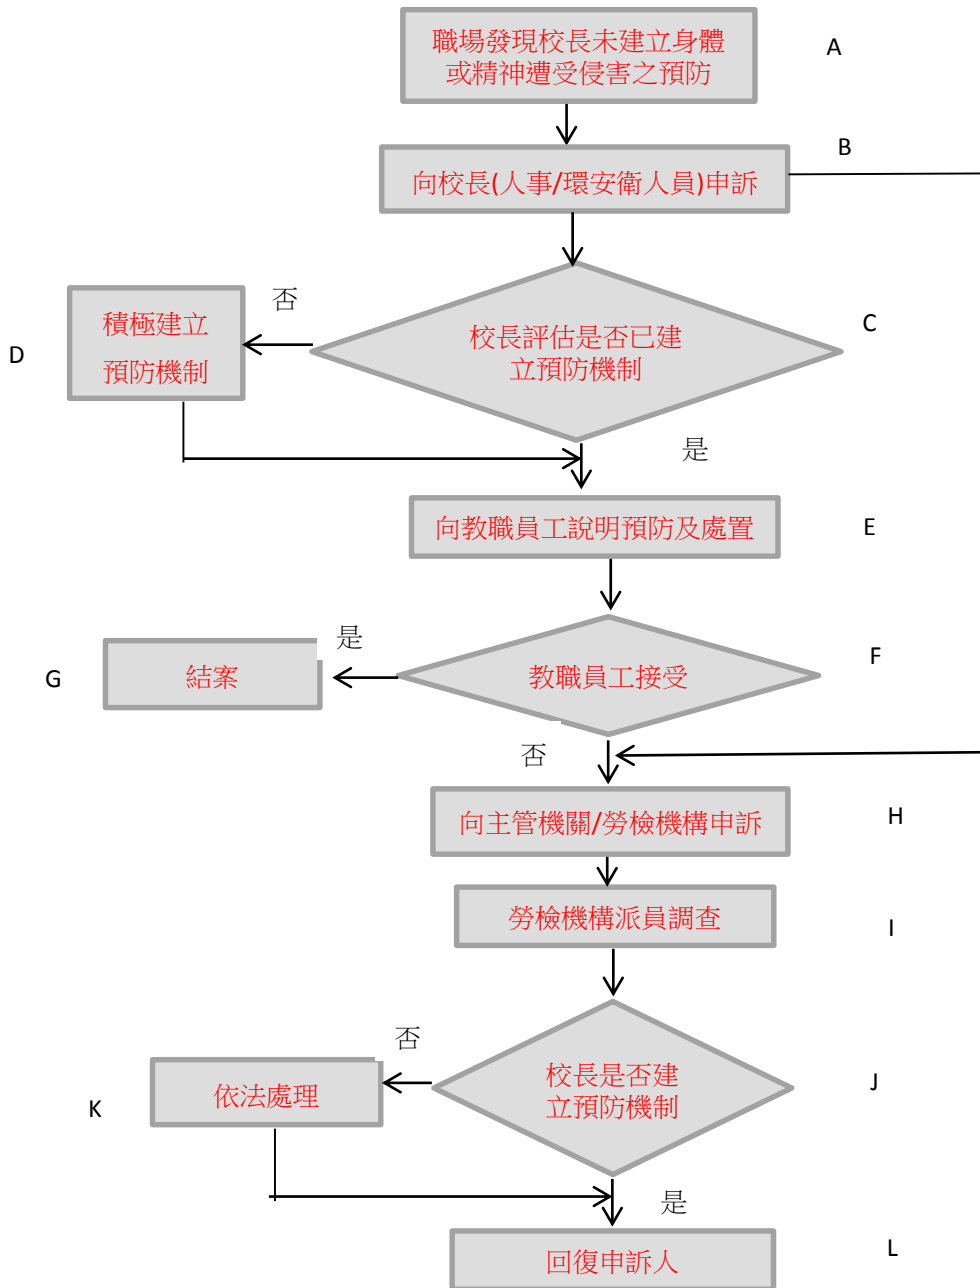 職場發現校長未建立身體
或精神遭受侵害之預防
A
B
向校長(人事/環安衛人員)申訴
否
積極建立
預防機制
D
校長評估是否已建
立預防機制
C
是
向教職員工說明預防及處置
E
是
結案
G
教職員工接受
F
否
向主管機關/勞檢機構申訴
H
勞檢機構派員調查
I
否
依法處理
K
校長是否建
立預防機制
J
是
回復申訴人
L